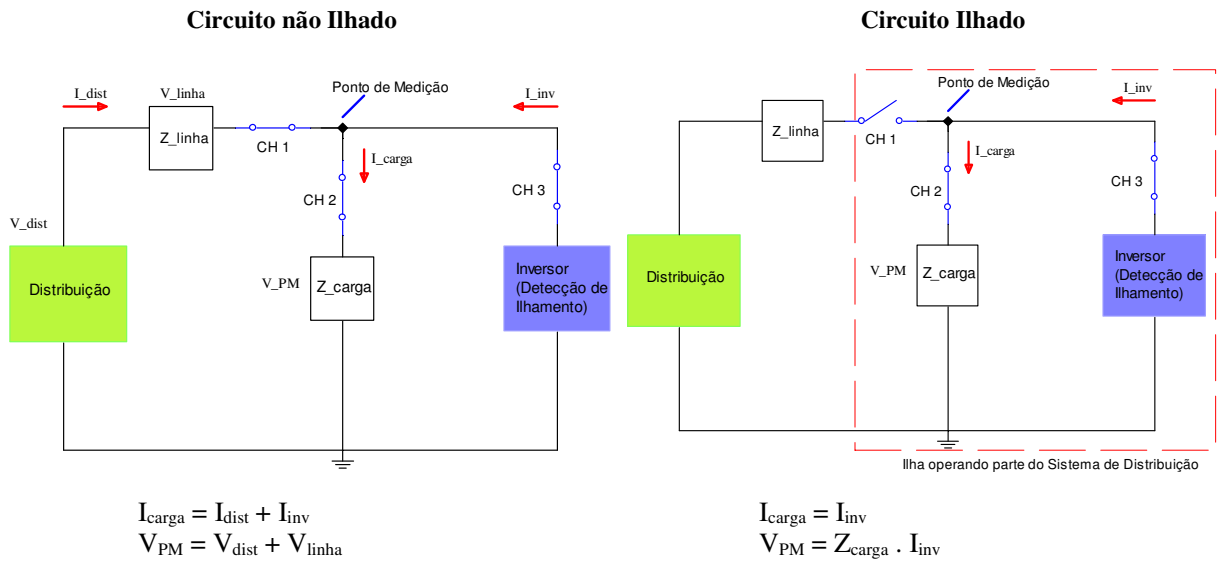 Circuito não Ilhado
I_dist
V_linha
Z_linha
CH 1
Ponto de Medição
I_inv
I_carga
CH 2
CH 3
V_dist
Distribuição
V_PM
Z_carga
Inversor
(Detecção de
Ilhamento)
I_carga = I_dist + I_inv
V_PM = V_dist + V_linha
Circuito Ilhado
Z_linha
CH 1
Ponto de Medição
I_inv
I_carga
CH 2
CH 3
Distribuição
V_PM
Z_carga
Inversor
(Detecção de
Ilhamento)
Ilha operando parte do Sistema de Distribuição
I_carga = I_inv
V_PM = Z_carga . I_inv